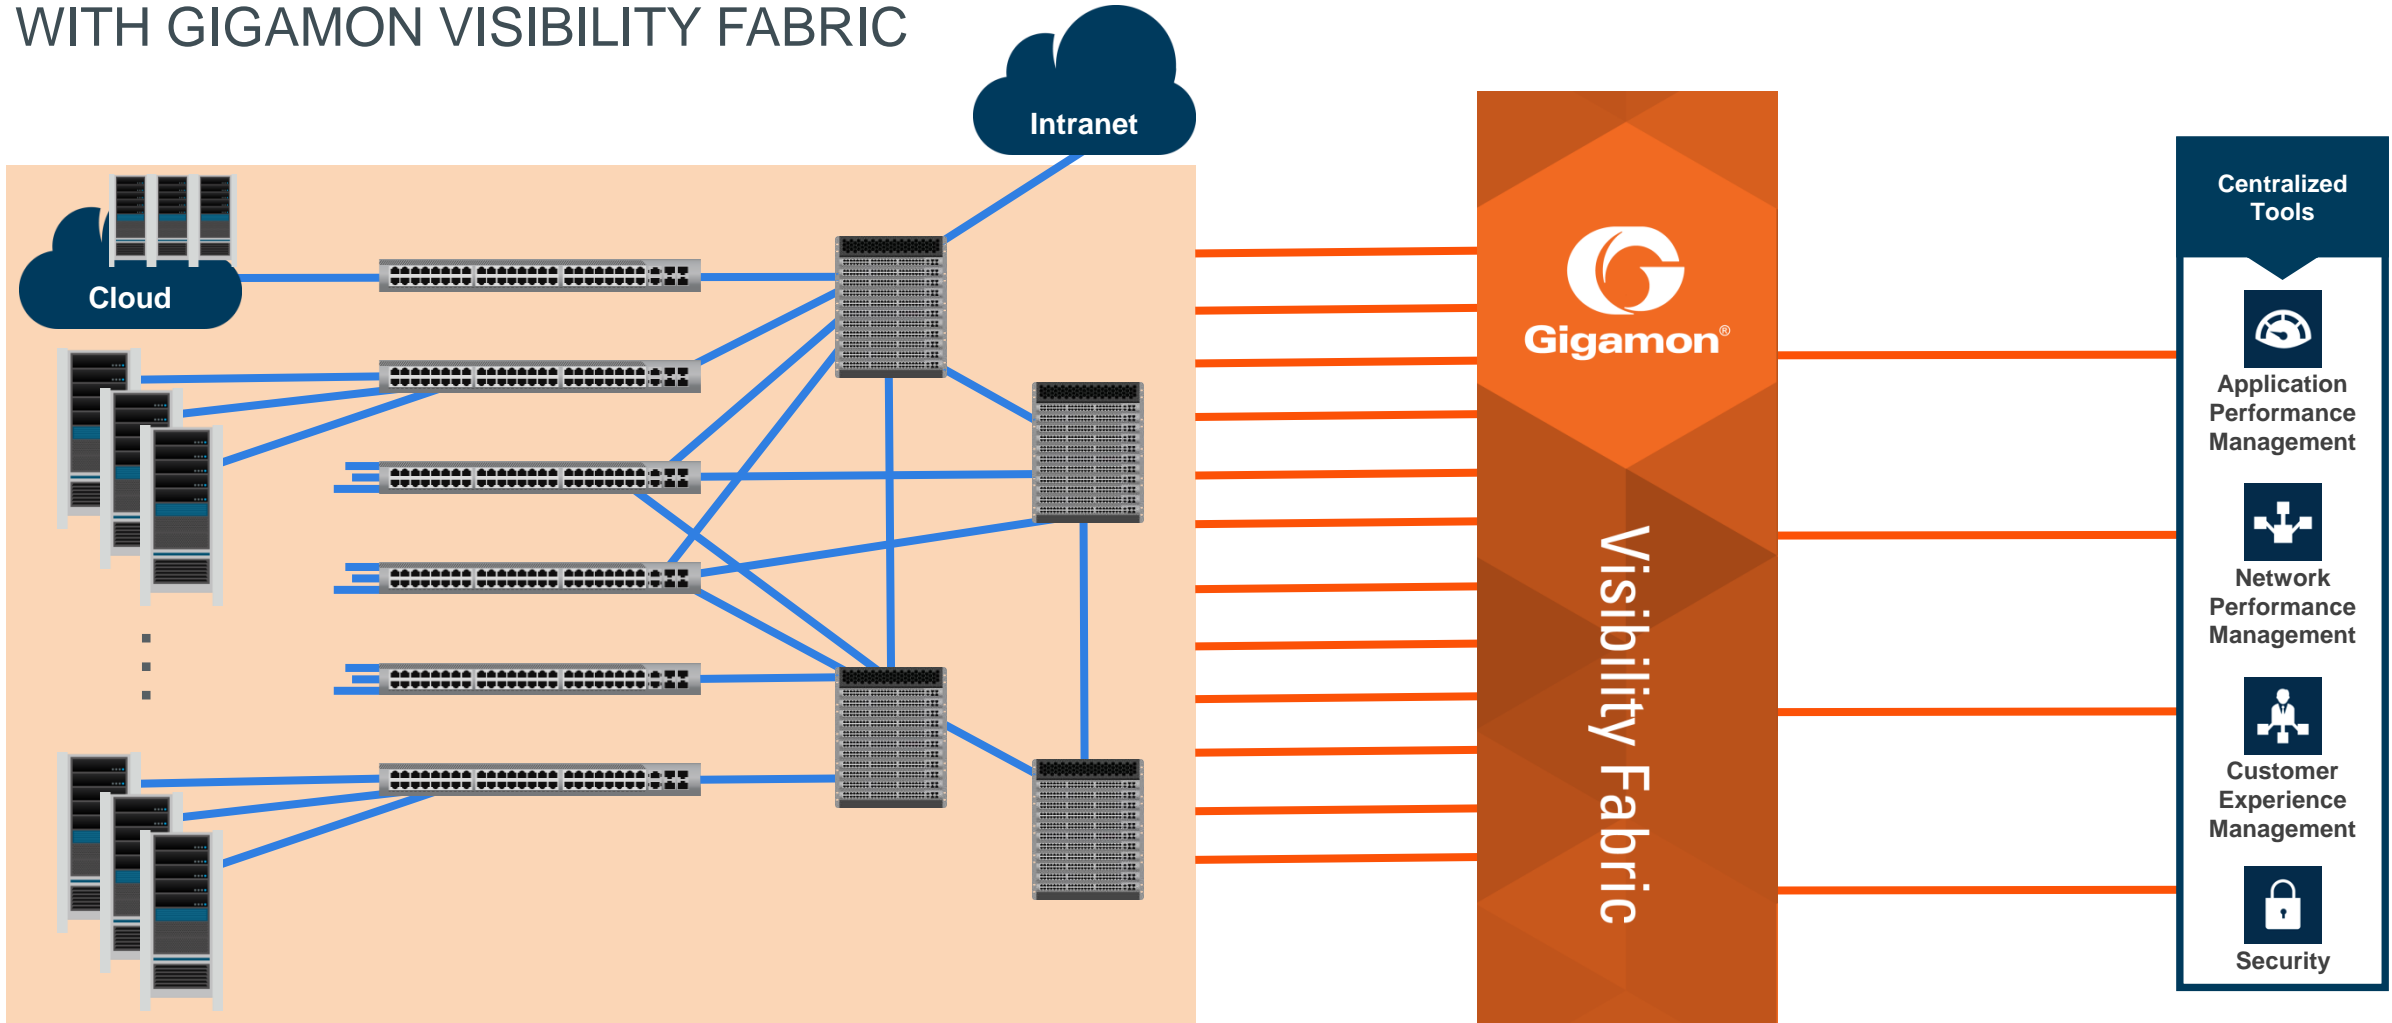 WITH GIGAMON VISIBILITY FABRIC
Intranet
Cloud
Gigamon®
Visibility Fabric
Centralized
Tools
Application
Performance
Management
Network
Performance
Management
Customer
Experience
Management
Security